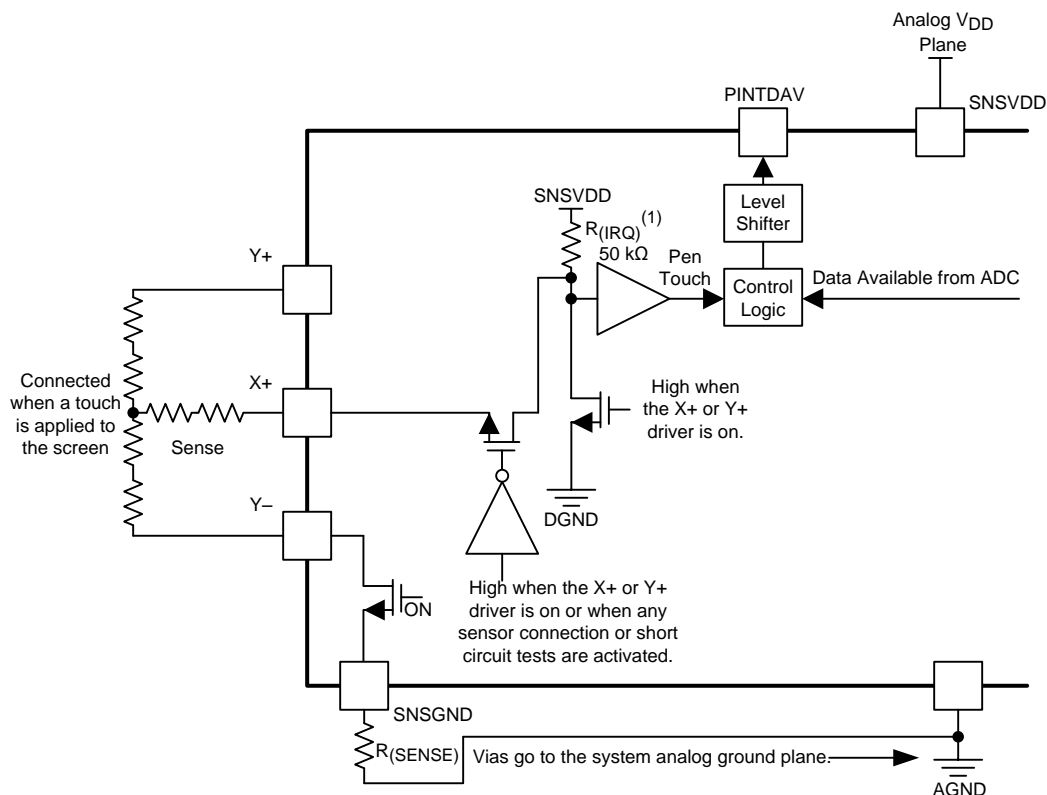 Analog VDD
Plane
PINTDAV
SNSVDD
SNSVDD
Level
Shifter
R(IRQ)(1)
50 kΩ
Pen
Touch
Control
Logic
Data Available from ADC
Y+
X+
Connected
when a touch
is applied to
the screen
Sense
High when
the X+ or Y+
driver is on.
Y–
DGND
ON
High when the X+ or Y+
driver is on or when any
sensor connection or short
circuit tests are activated.
SNSGND
R(SENSE)
Vias go to the system analog ground plane.
AGND